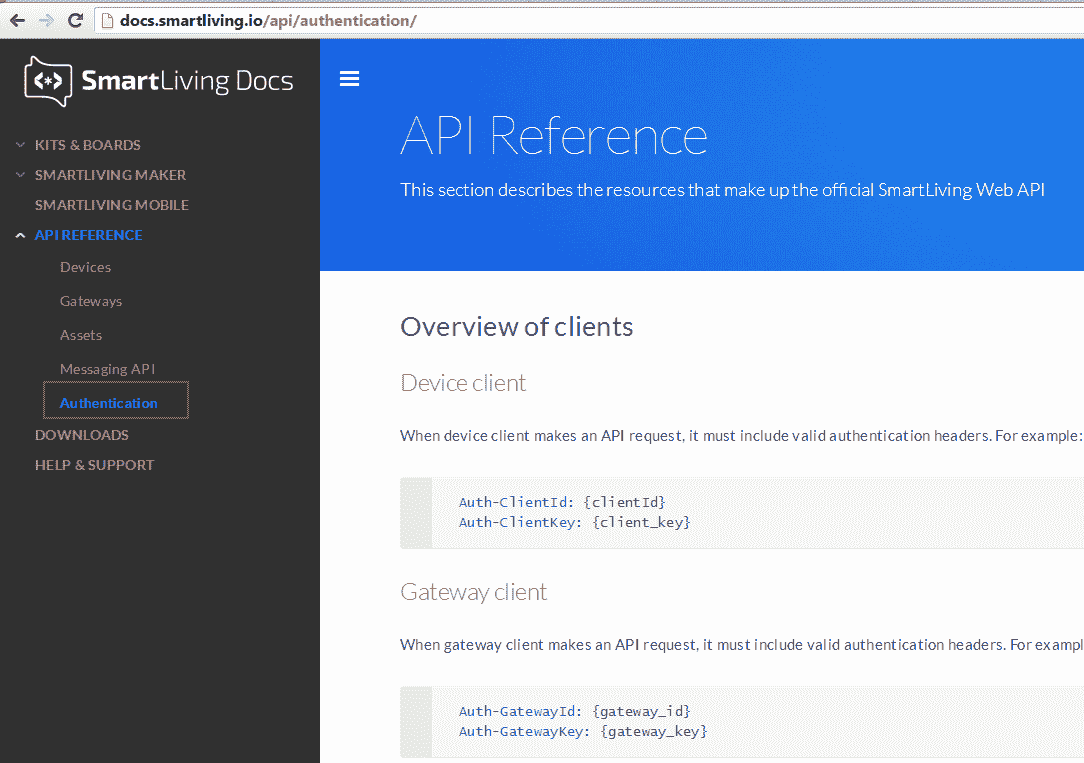 docs.smartliving.io/api/authentication/
SmartLiving Docs
KITS & BOARDS
SMARTLIVING MAKER
SMARTLIVING MOBILE
API REFERENCE
Devices
Gateways
Assets
Messaging API
Authentication
DOWNLOADS
HELP & SUPPORT
API Reference
This section describes the resources that make up the official SmartLiving Web API
Overview of clients
Device client
When device client makes an API request, it must include valid authentication headers. For example:
Auth-ClientId: {clientId}
Auth-ClientKey: {client_key}
Gateway client
When gateway client makes an API request, it must include valid authentication headers. For exampl
Auth-GatewayId: {gateway_id}
Auth-GatewayKey: {gateway_key}